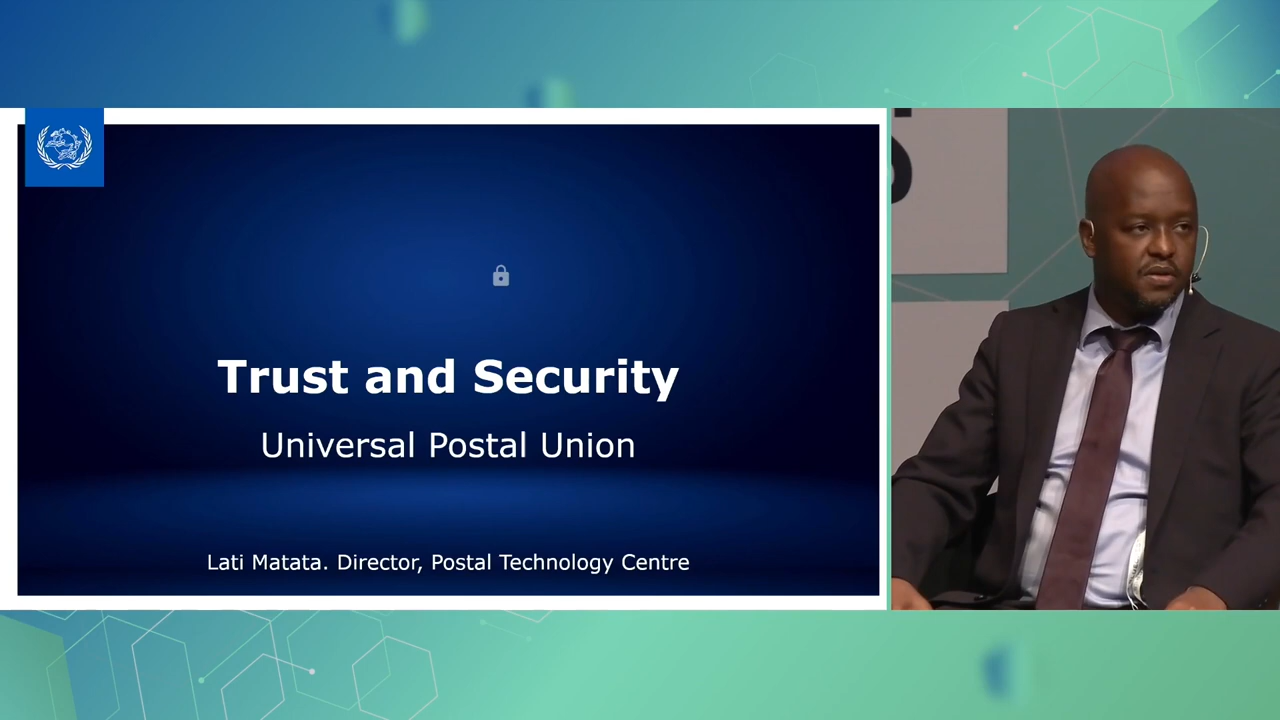 Trust and Security
Universal Postal Union
Lati Matata. Director, Postal Technology Centre